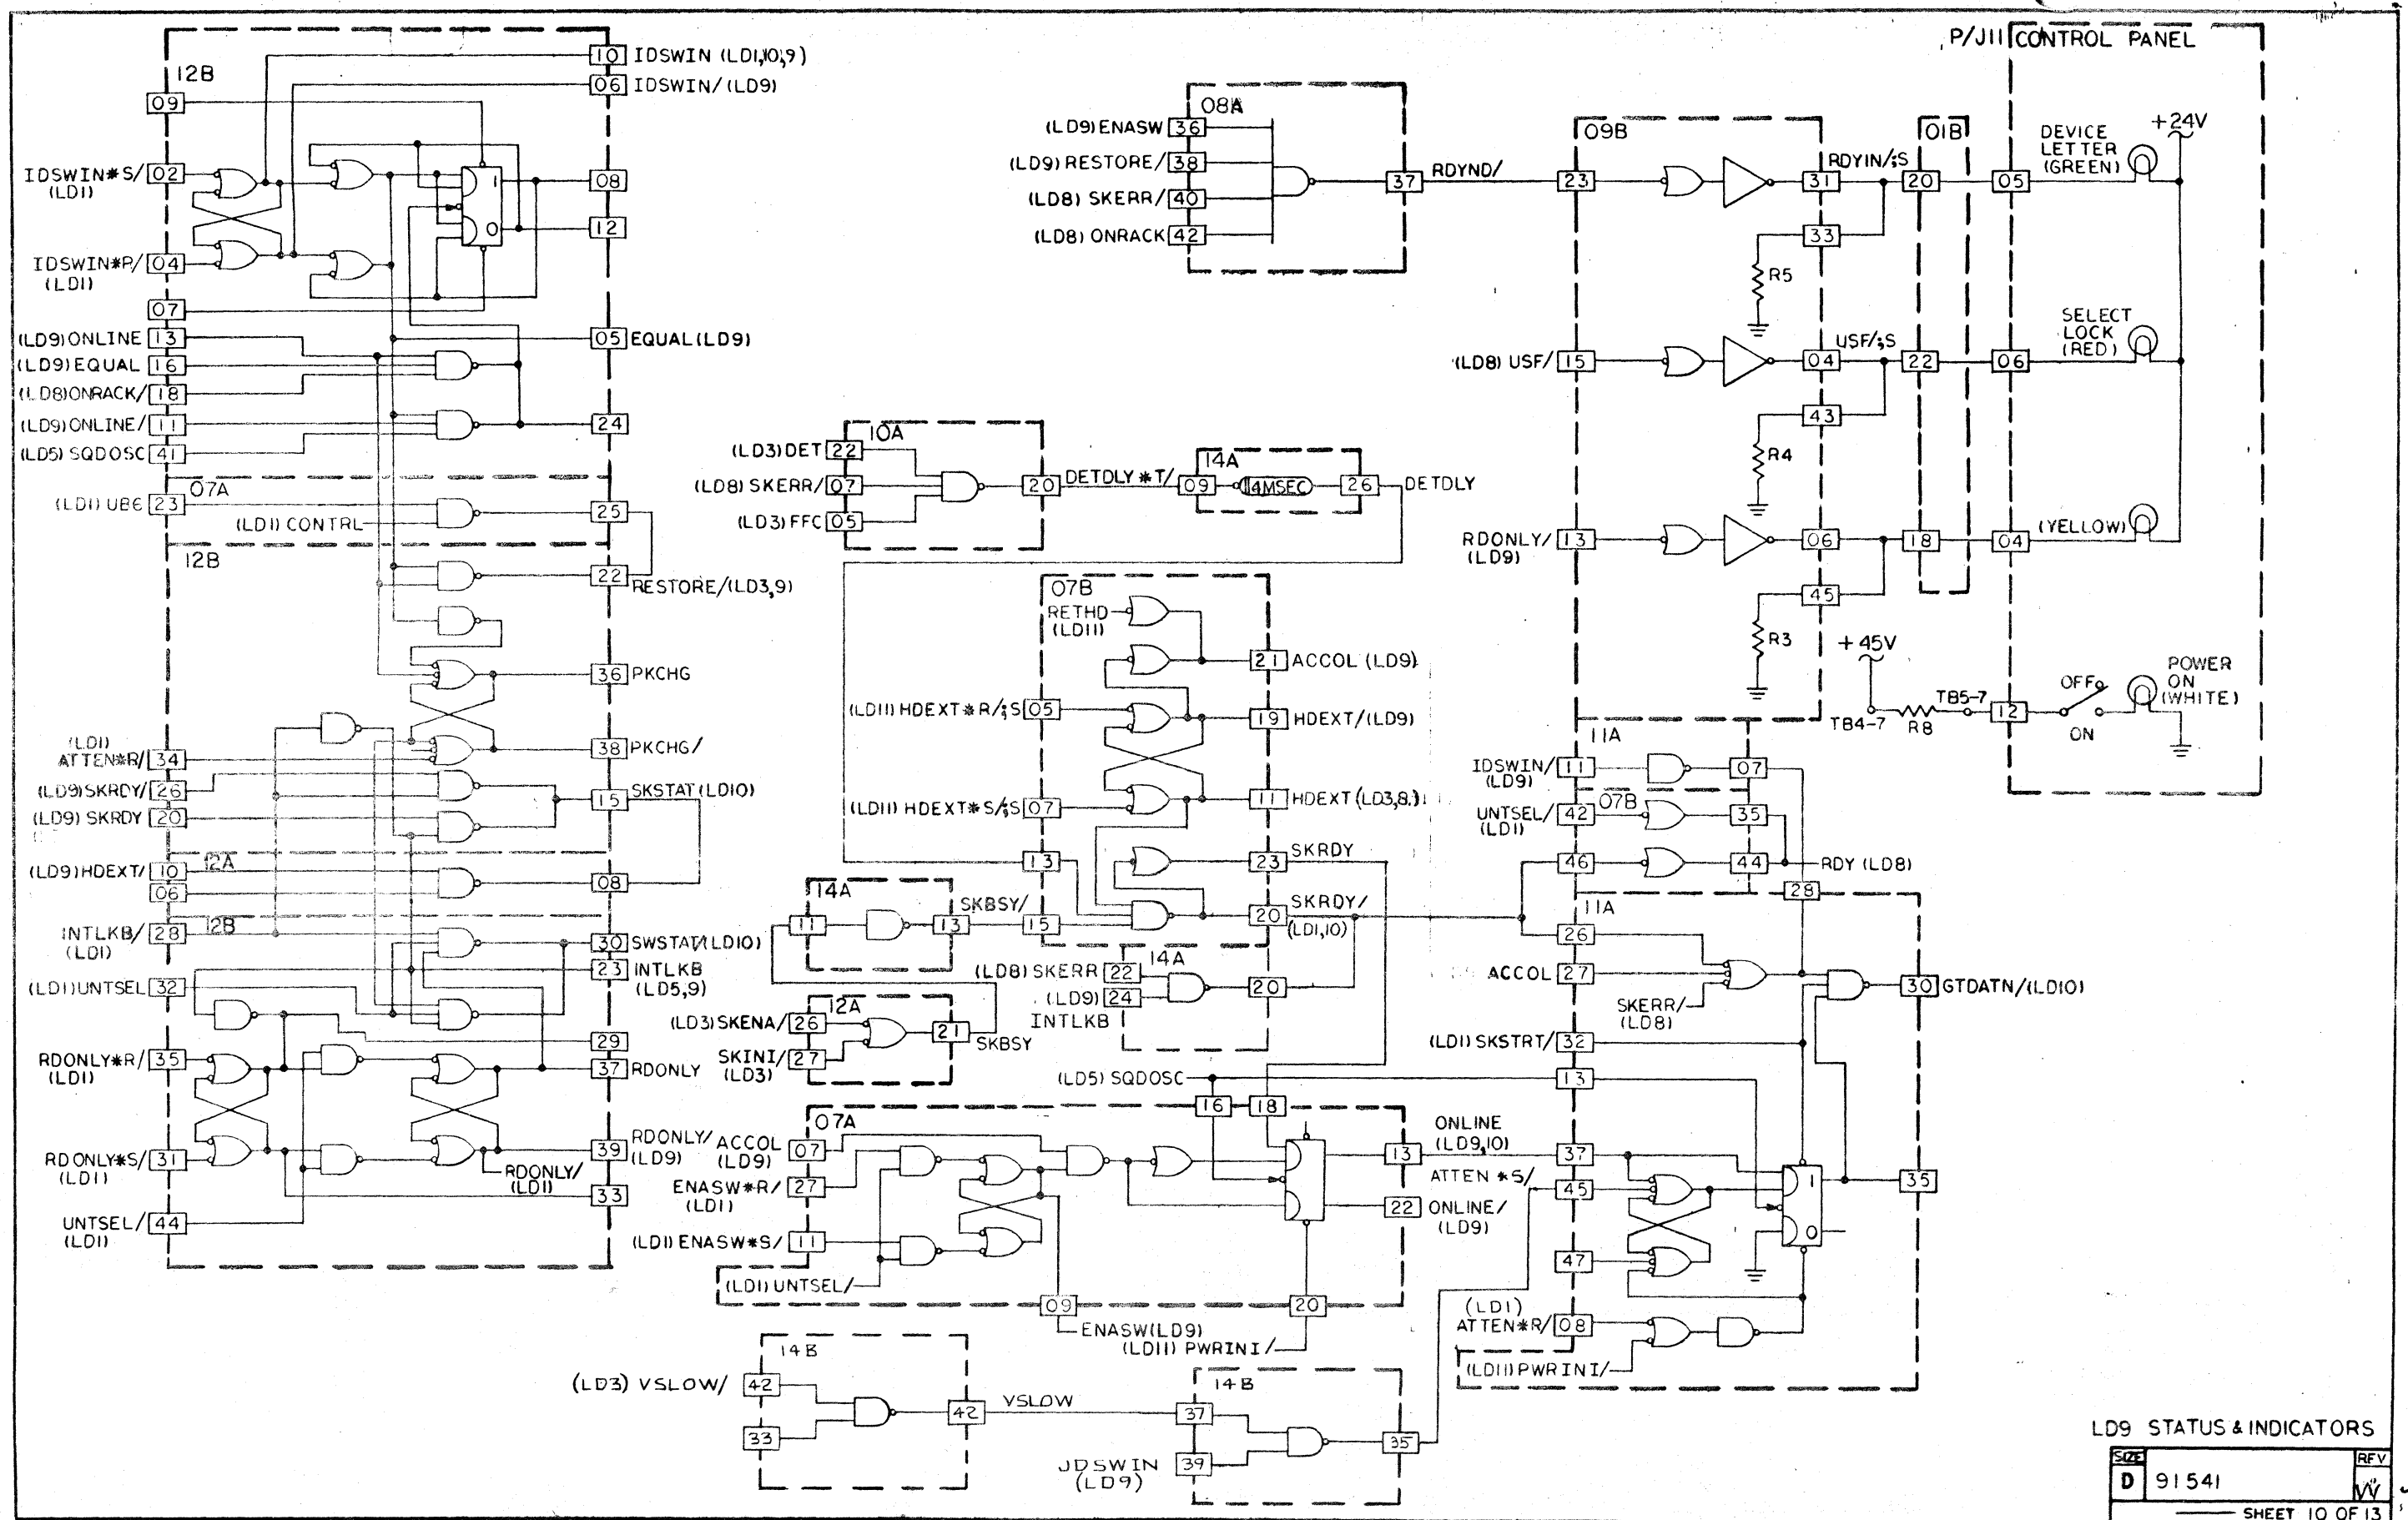 12B
09
IDSWIN*S/
(LD1)
02
IDSWIN*R/
(LD1)
04
07
(LD9)ONLINE 13
(LD9)EQUAL 16
(LD8)ONRACK/ 18
(LD9)ONLINE/ 11
(LD5) SQDOSC 41
10 IDSWIN (LD1,10,9)
06 IDSWIN/(LD9)
1
0
08
12
05 EQUAL(LD9)
24
07A
(LD1) UB6 23
(LD1) CONTRL
25
12B
22
RESTORE/(LD3,9)
36 PKCHG
(LD1)
ATTEN*R/ 34
38 PKCHG/
(LD9)SKRDY/ 26
(LD9) SKRDY 20
15 SKSTAT(LD10)
12A
(LD9)HDEXT/ 10
06
08
12B
INTLKB/ 28
(LD1)
30 SWSTAT/(LD10)
23 INTLKB
(LD5,9)
(LD1)UNTSEL 32
29
RDONLY*R/ 35
(LD1)
37 RDONLY
39 RDONLY/
(LD9)
RDONLY*S/ 31
(LD1)
RDONLY/
(LD1)
33
UNTSEL/ 44
(LD1)
08A
(LD9)ENASW 36
(LD9) RESTORE/ 38
(LD8) SKERR/ 40
(LD8) ONRACK 42
37 RDYND/
10A
(LD3)DET 22
(LD8) SKERR/ 07
(LD3)FFC 05
20 DETDLY*T/
14A
09
14MSEC
26 DETDLY
07B
RETHD
(LD11)
21 ACCOL (LD9)
(LD11) HDEXT*R/;S 05
19 HDEXT/(LD9)
(LD11) HDEXT*S/;S 07
11 HDEXT(LD3,8.)
13
23 SKRDY
14A
11
13
SKBSY/
15
20
SKRDY/
(LD1,10)
14A
(LD8)SKERR 22
(LD9) 24
INTLKB
20
12A
(LD3)SKENA/ 26
SKINI/ 27
(LD3)
21
SKBSY
(LD5) SQDOSC
16
18
07A
ACCOL 07
(LD9)
ENASW*R/ 27
(LD1)
(LD1) ENASW*S/ 11
(LD1) UNTSEL/
09
ENASW(LD9)
20
(LD11) PWRINI/
13
ONLINE
(LD9,10)
22 ONLINE/
(LD9)
14B
(LD3) VSLOW/ 42
33
42
VSLOW
14B
37
JDSWIN 39
(LD9)
35
09B
23
31
RDYIN/;S
33
R5
(LD8) USF/ 15
04
USF/;S
43
R4
RDONLY/ 13
(LD9)
06
45
R3
01B
20
22
18
P/J11 CONTROL PANEL
+24V
DEVICE
LETTER
(GREEN)
05
SELECT
LOCK
(RED)
06
(YELLOW)
04
+45V
TB4-7
R8
TB5-7
12
OFF
ON
POWER
ON
(WHITE)
11A
IDSWIN/ 11
(LD9)
07
07B
UNTSEL/ 42
(LD1)
35
46
44
RDY (LD8)
28
11A
26
ACCOL 27
SKERR/
(LD8)
30 GTDATN/(LD10)
(LD1) SKSTRT/ 32
13
37
ATTEN *S/
45
1
0
35
47
(LD1)
ATTEN*R/ 08
(LD11)PWRINI/
LD9 STATUS & INDICATORS
SIZE
D 91541
REV
SHEET 10 OF 13